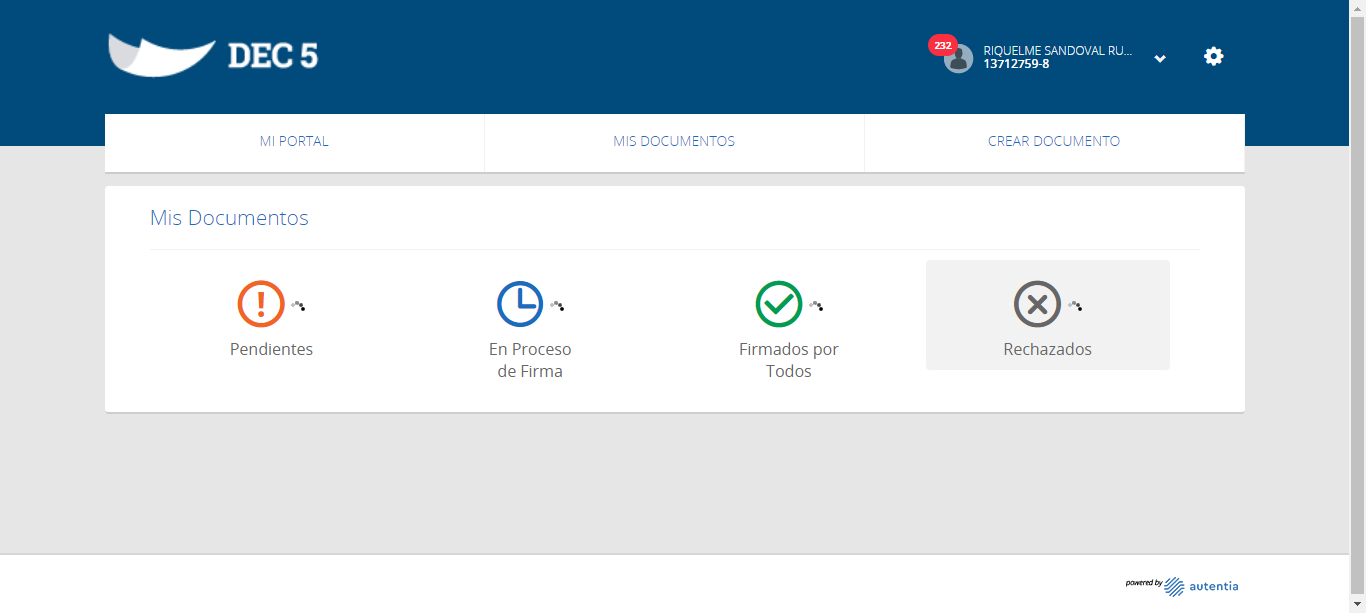 DEC 5
232
RIQUELME SANDOVAL RU...
13712759-8
MI PORTAL
MIS DOCUMENTOS
CREAR DOCUMENTO
Mis Documentos
Pendientes
En Proceso
de Firma
Firmados por
Todos
Rechazados
powered by
autentia